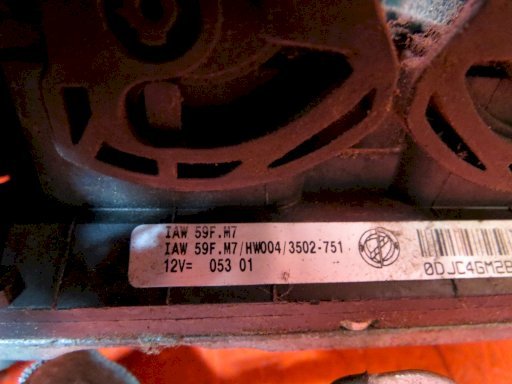 IAW 59F.M7
IAW 59F.M7/HW004/3502-751
12V= 053 01
0DJC4GM2B